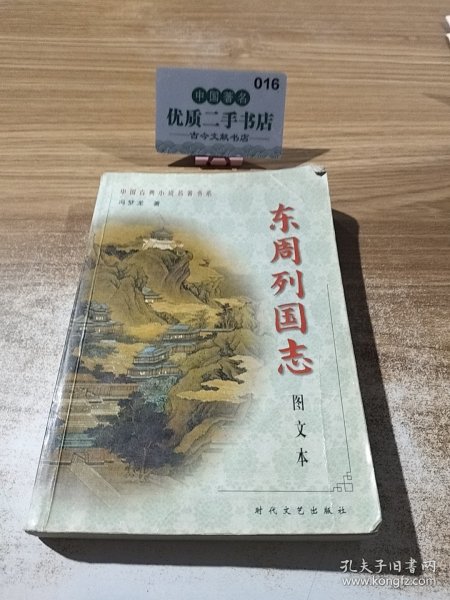 016
中国著名
优质二手书店
古今文献书店
中国古典小说名著书系
冯梦龙 著
东周列国志
图文本
时代文艺出版社
孔夫子旧书网
www.kongfz.com